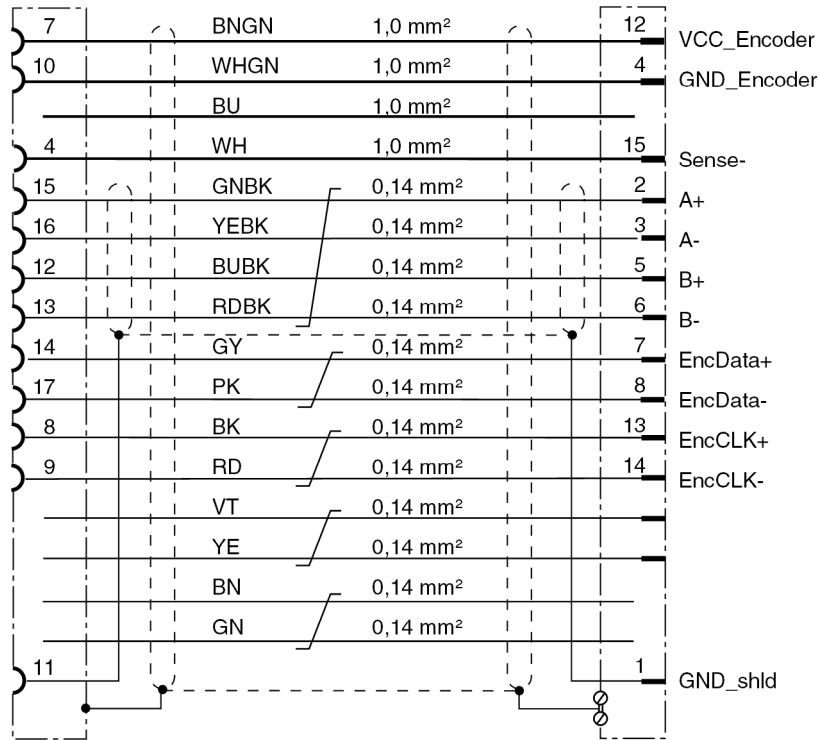 7 BNGN 1,0 mm² 12 VCC_Encoder
10 WHGN 1,0 mm² 4 GND_Encoder
BU 1,0 mm²
4 WH 1,0 mm² 15 Sense-
15 GNBK 0,14 mm² 2 A+
16 YEBK 0,14 mm² 3 A-
12 BUBK 0,14 mm² 5 B+
13 RDBK 0,14 mm² 6 B-
14 GY 0,14 mm² 7 EncData+
17 PK 0,14 mm² 8 EncData-
8 BK 0,14 mm² 13 EncCLK+
9 RD 0,14 mm² 14 EncCLK-
VT 0,14 mm²
YE 0,14 mm²
BN 0,14 mm²
GN 0,14 mm²
11 1 GND_shld